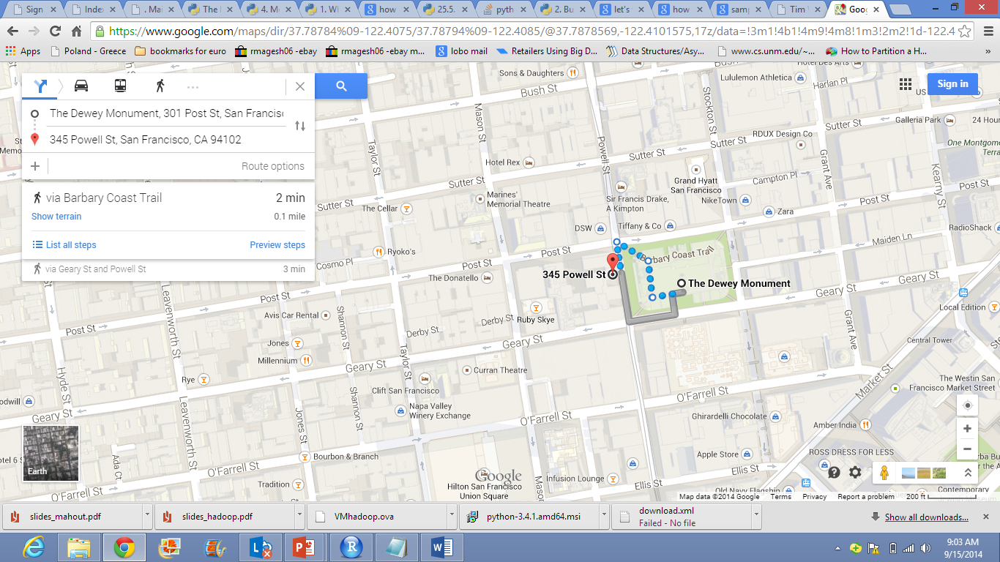 Sign
Index
. Mar
The
4. M
1. W
how
25.5.
pyth
2. Bu
let's
how
sam
Tim
Goo
https://www.google.com/maps/dir/37.78784%09-122.4075/37.78794%09-122.4085/@37.7878569,-122.4101575,17z/data=!3m1!4b1!4m9!4m8!1m3!2m2!1d-122.4
Apps
Poland - Greece
bookmarks for euro
rmagesh06 -ebay
rmagesh06 -ebay m...
lobo mail
Retailers Using Big D...
Data Structures/Asy...
www.cs.unm.edu/~...
How to Partition a H...
»
The Dewey Monument, 301 Post St, San Francisc
345 Powell St, San Francisco, CA 94102
Route options
via Barbary Coast Trail
2 min
Show terrain
0.1 mile
List all steps
Preview steps
via Geary St and Powell St
3 min
Sign in
Sons & Daughters
Bush St
Lululemon Athletica
Hotel Des Arts
Harlan Pl
US
Galleria Park
24 Hour
One Montgomery
Terra
Mason St
Stockton St
RDUX Design Co
Powell St
Sutter St
Grant Ave
Kearny St
Taylor St
Hotel Rex
Sutter St
Grand Hyatt
San Francisco
Campton Pl
Sutter St
Marines'
Memorial Theatre
Sir Francis Drake,
A Kimpton
NikeTown
Post St
The Cellar
Zara
DSW
Tiffany & Co
RadioShack
Maiden Ln
Ryoko's
Post St
Barbary Coast Trail
Cosmo Pl
Post St
345 Powell St
The Dewey Monument
Geary St
The Donatello
Geary St
Post St
Leavenworth St
Avis Car Rental
Shannon St
Ruby Skye
Derby St
Derby St
Local Edition
Grant Ave
Jones
Geary St
Central Tower
Millennium
Geary St
Taylor St
Curran Theatre
Market St
Hyde St
Rye
Clift San Francisco
The Westin San
Francisco Market Street
O'Farrell St
odwill
Shannon St
Napa Valley
Winery Exchange
Geary St
Leavenworth St
Jones St
O'Farrell St
Ghirardelli Chocolate
Amber India
Earth
Ada Ct
Bourbon & Branch
ROSS DRESS FOR LESS
Apple Store
Ellis St
O'Farrell St
Google
Infusion Lounge
Ellis St
Tradition
Hilton San Francisco
Union Square
Mason
Old Navy Flagship
Contemporary
O'Farrell St
Map data ©2014 Google
Terms
Privacy
Report a problem
200 ft
slides_mahout.pdf
slides_hadoop.pdf
VMhadoop.ova
python-3.4.1.amd64.msi
download.xml
Failed - No file
Show all downloads...
9:03 AM
9/15/2014